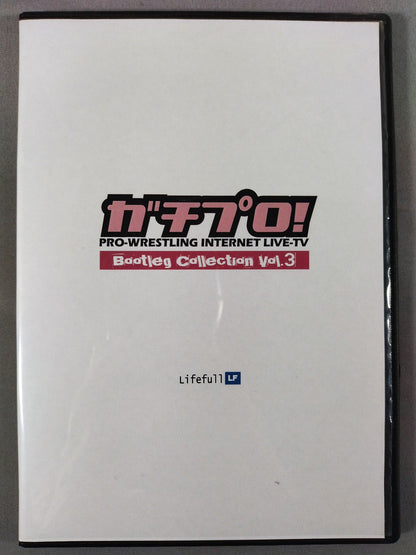 ガチプロ!
PRO-WRESTLING INTERNET LIVE-TV
Bootleg Collection Vol.3
Lifefull LF